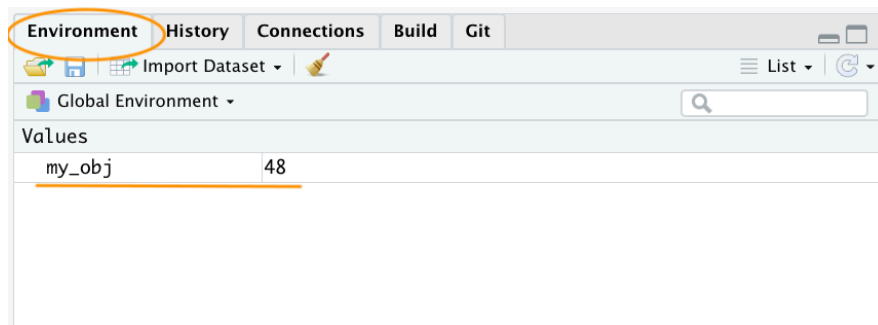 Environment History Connections Build Git
Import Dataset List
Global Environment
Values
my_obj 48